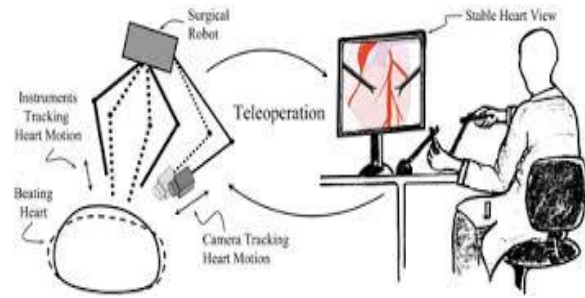 Surgical
Robot
Stable Heart View
Instruments
Tracking
Heart Motion
Teleoperation
Beating
Heart
Camera Tracking
Heart Motion